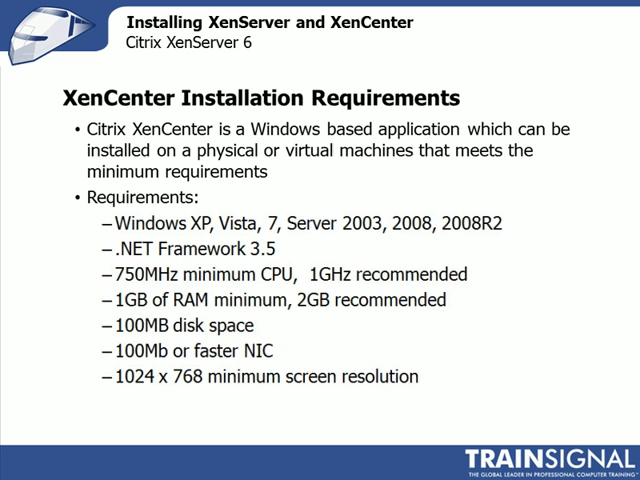 Installing XenServer and XenCenter
Citrix XenServer 6
XenCenter Installation Requirements
• Citrix XenCenter is a Windows based application which can be
installed on a physical or virtual machines that meets the
minimum requirements
• Requirements:
– Windows XP, Vista, 7, Server 2003, 2008, 2008R2
– .NET Framework 3.5
– 750MHz minimum CPU, 1GHz recommended
– 1GB of RAM minimum, 2GB recommended
– 100MB disk space
– 100Mb or faster NIC
– 1024 x 768 minimum screen resolution
TRAINSIGNAL
THE GLOBAL LEADER IN PROFESSIONAL COMPUTER TRAINING